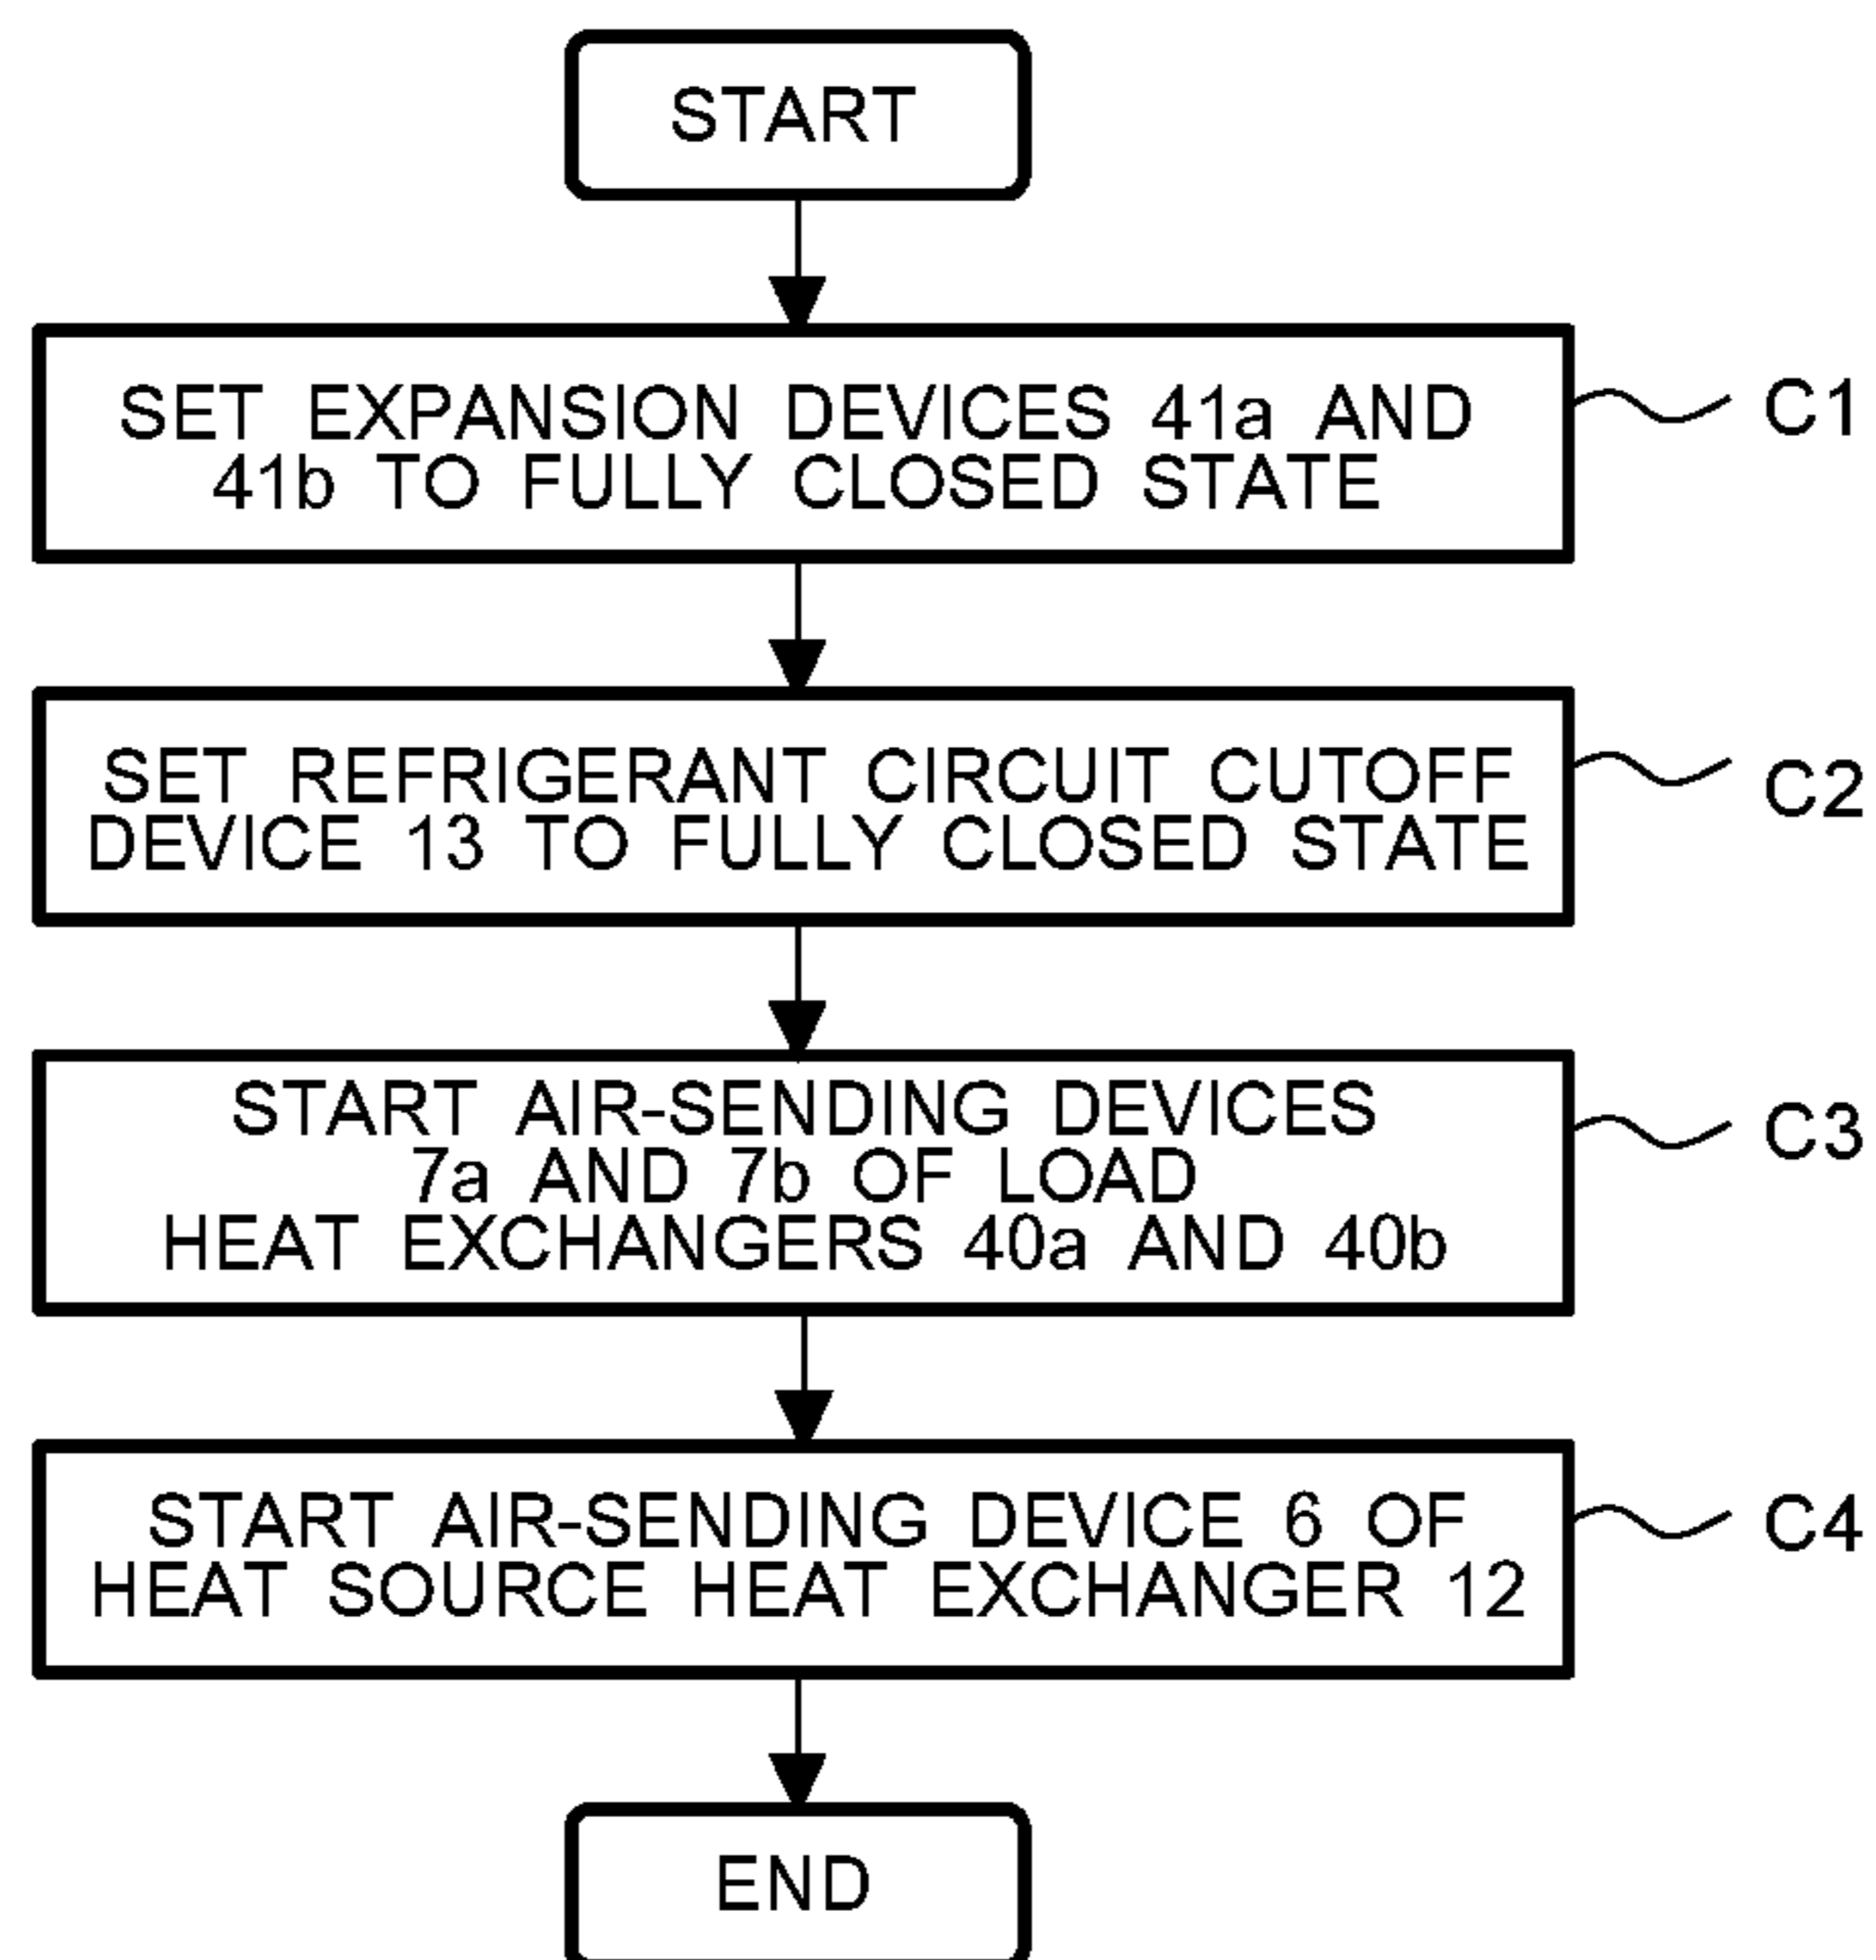 START
SET EXPANSION DEVICES 41a AND
41b TO FULLY CLOSED STATE
C1
SET REFRIGERANT CIRCUIT CUTOFF
DEVICE 13 TO FULLY CLOSED STATE
C2
START AIR-SENDING DEVICES
7a AND 7b OF LOAD
HEAT EXCHANGERS 40a AND 40b
C3
START AIR-SENDING DEVICE 6 OF
HEAT SOURCE HEAT EXCHANGER 12
C4
END